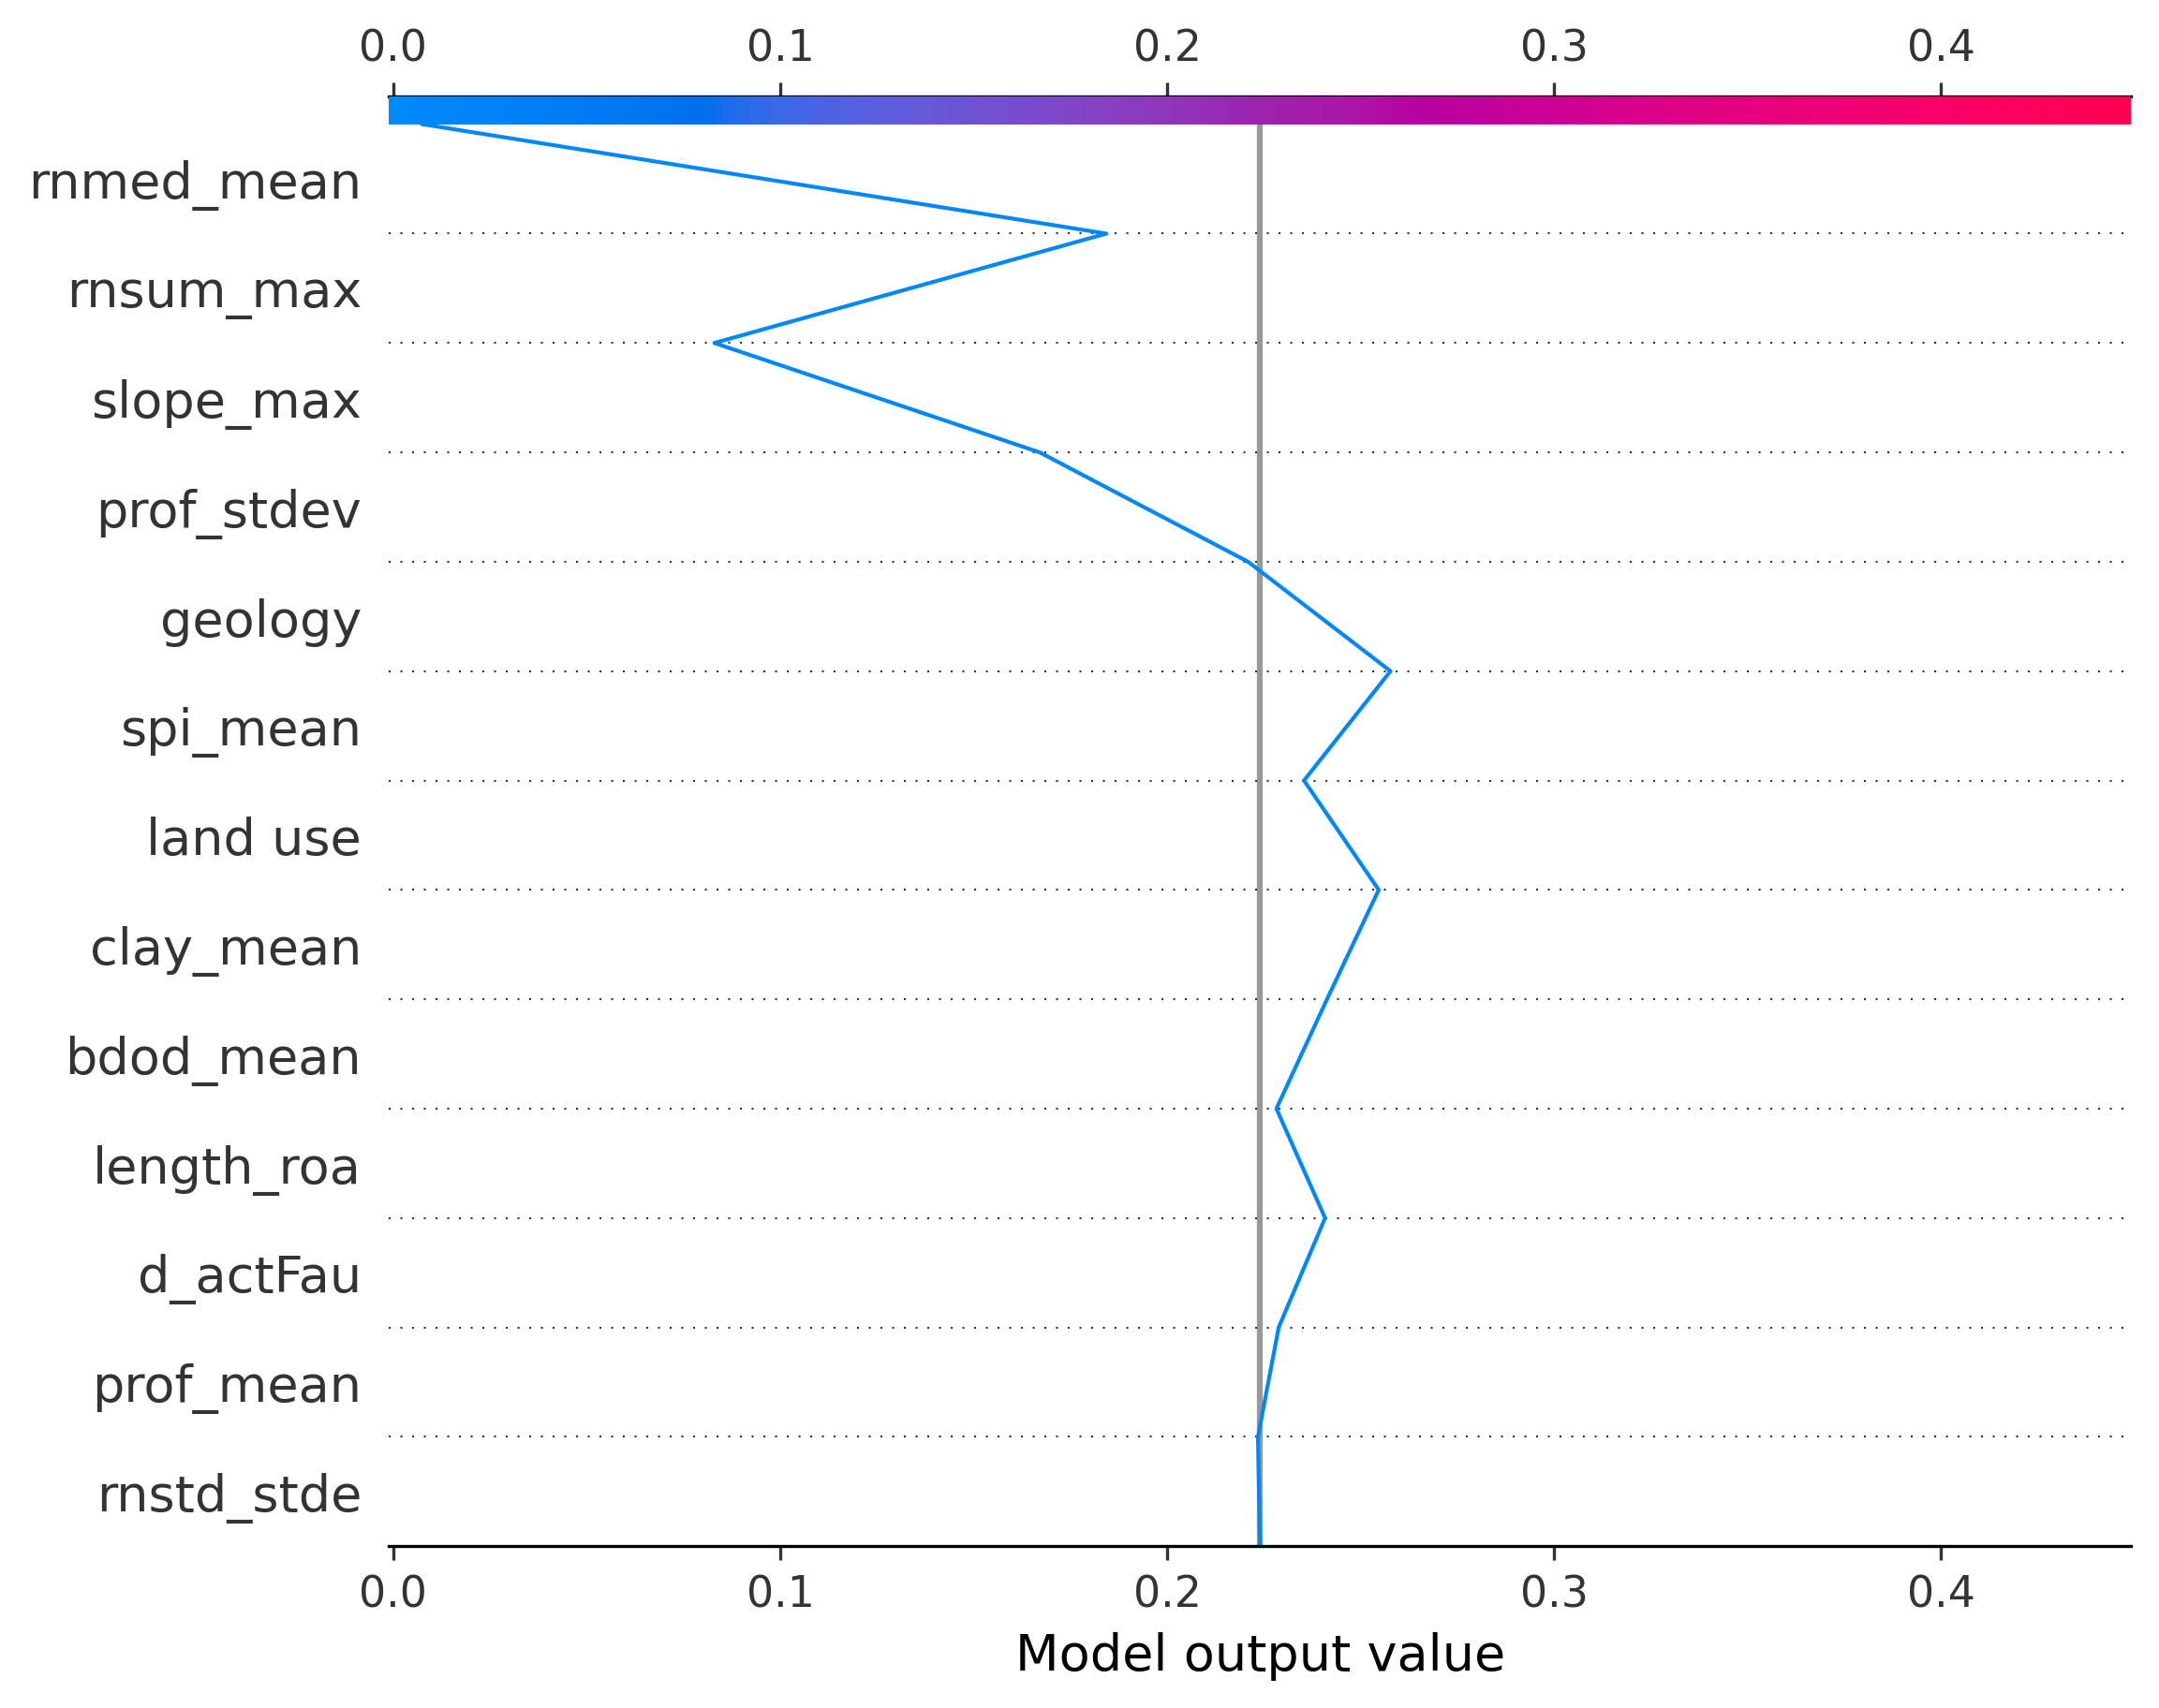 0.0 0.1 0.2 0.3 0.4
rnmed_mean
rnsum_max
slope_max
prof_stdev
geology
spi_mean
land use
clay_mean
bdod_mean
length_roa
d_actFau
prof_mean
rnstd_stde
0.0 0.1 0.2 0.3 0.4
Model output value